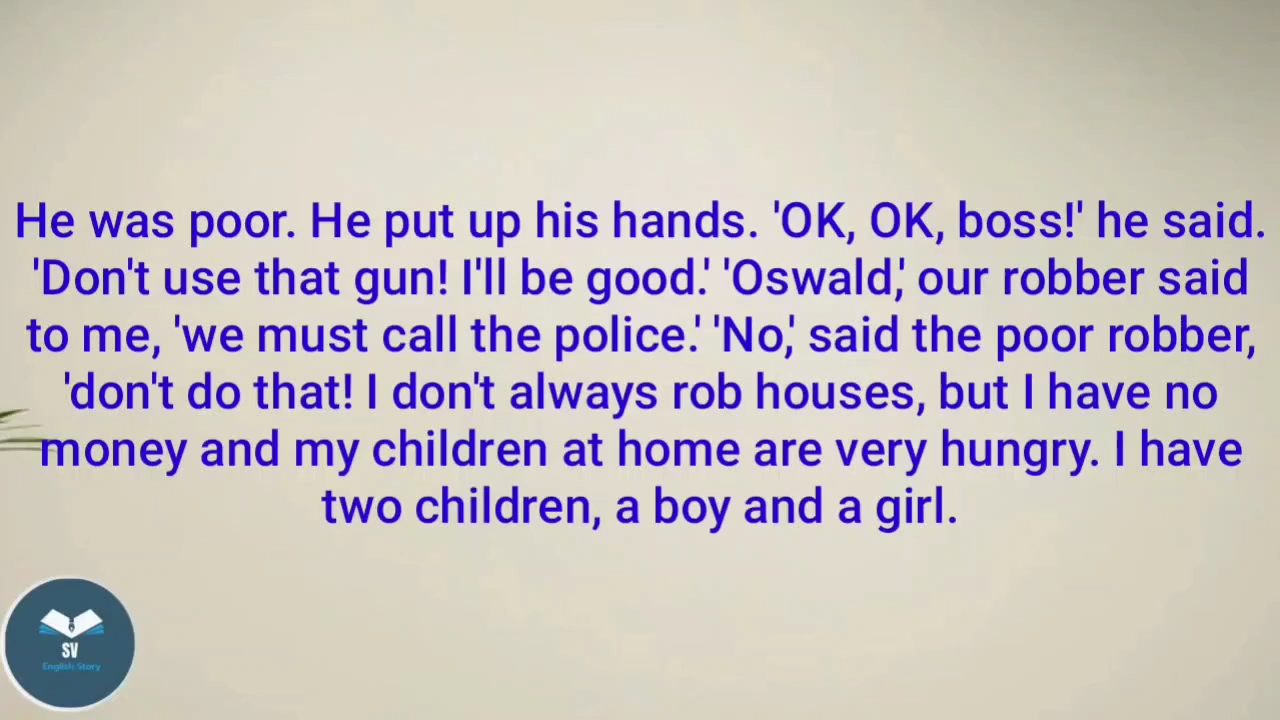 He was poor. He put up his hands. 'OK, OK, boss!' he said.
'Don't use that gun! I'll be good.' 'Oswald,' our robber said
to me, 'we must call the police.' 'No,' said the poor robber,
'don't do that! I don't always rob houses, but I have no
money and my children at home are very hungry. I have
two children, a boy and a girl.
SV
English Story